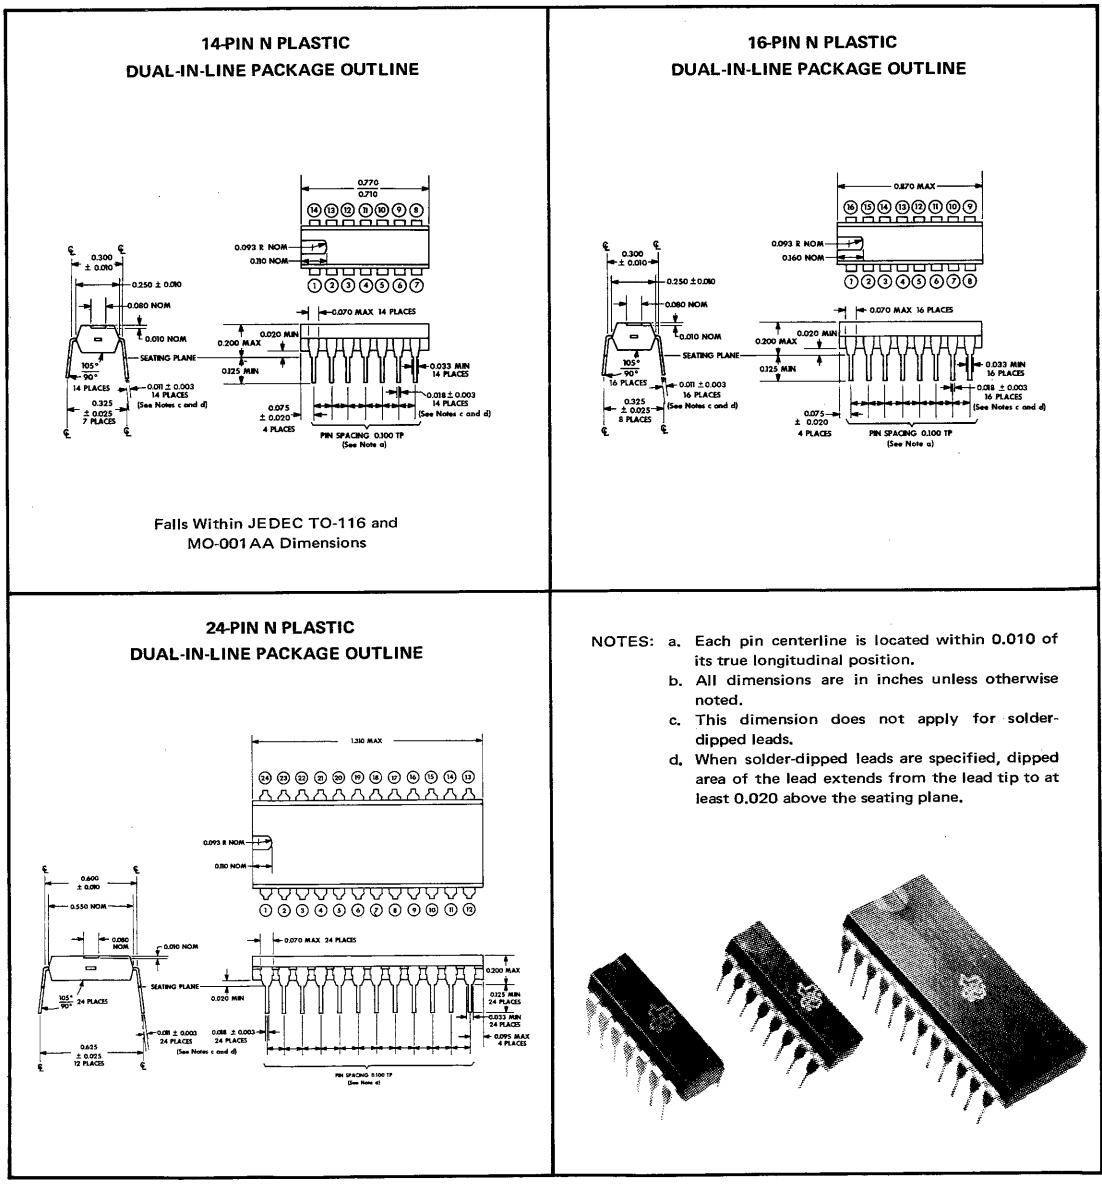 14-PIN N PLASTIC
DUAL-IN-LINE PACKAGE OUTLINE
0.770
0.710
14 13 12 11 10 9 8
0.093 R NOM
0.110 NOM
1 2 3 4 5 6 7
℄ ℄
0.300
± 0.010
0.250 ± 0.010
0.080 NOM
0.010 NOM
SEATING PLANE
105°
90°
14 PLACES
0.011 ± 0.003
14 PLACES
(See Notes c and d)
0.325
± 0.025
7 PLACES
℄ ℄
0.070 MAX 14 PLACES
0.020 MIN
0.200 MAX
0.125 MIN
0.033 MIN
14 PLACES
0.018 ± 0.003
14 PLACES
(See Notes c and d)
0.075
± 0.020
4 PLACES
PIN SPACING 0.100 TP
(See Note a)
Falls Within JEDEC TO-116 and
MO-001AA Dimensions
16-PIN N PLASTIC
DUAL-IN-LINE PACKAGE OUTLINE
0.870 MAX
16 15 14 13 12 11 10 9
0.093 R NOM
0.160 NOM
1 2 3 4 5 6 7 8
℄ ℄
0.300
± 0.010
0.250 ± 0.010
0.080 NOM
0.010 NOM
SEATING PLANE
105°
90°
16 PLACES
0.011 ± 0.003
16 PLACES
(See Notes c and d)
0.325
± 0.025
8 PLACES
℄ ℄
0.070 MAX 16 PLACES
0.020 MIN
0.200 MAX
0.125 MIN
0.033 MIN
16 PLACES
0.018 ± 0.003
16 PLACES
(See Notes c and d)
0.075
± 0.020
4 PLACES
PIN SPACING 0.100 TP
(See Note a)
24-PIN N PLASTIC
DUAL-IN-LINE PACKAGE OUTLINE
1.310 MAX
24 23 22 21 20 19 18 17 16 15 14 13
0.093 R NOM
0.110 NOM
1 2 3 4 5 6 7 8 9 10 11 12
℄ ℄
0.600
± 0.010
0.550 NOM
0.080
NOM
0.010 NOM
SEATING PLANE
105°
90°
24 PLACES
0.011 ± 0.003
24 PLACES
(See Notes c and d)
0.625
± 0.025
12 PLACES
℄ ℄
0.070 MAX 24 PLACES
0.020 MIN
0.200 MAX
0.125 MIN
24 PLACES
0.033 MIN
24 PLACES
0.018 ± 0.003
24 PLACES
0.095 MAX
4 PLACES
PIN SPACING 0.100 TP
(See Note a)
NOTES: a. Each pin centerline is located within 0.010 of
its true longitudinal position.
b. All dimensions are in inches unless otherwise
noted.
c. This dimension does not apply for solder-
dipped leads.
d. When solder-dipped leads are specified, dipped
area of the lead extends from the lead tip to at
least 0.020 above the seating plane.